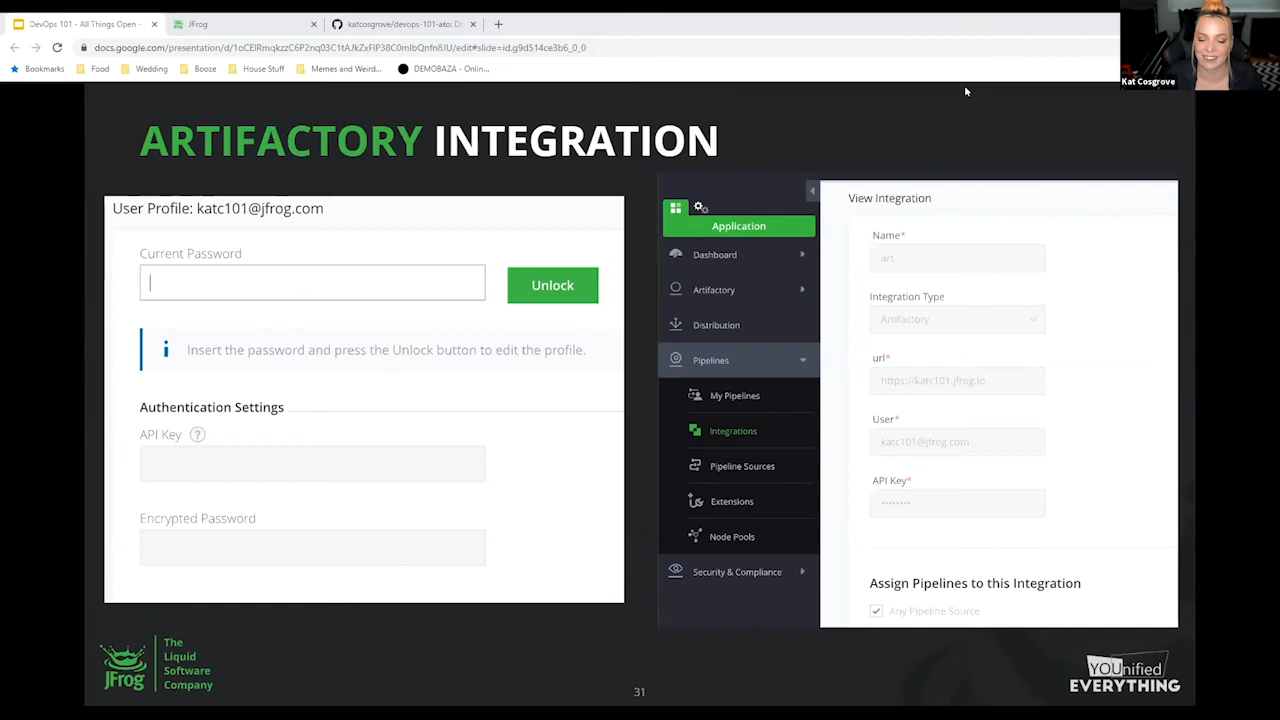 DevOps 101 - All Things Open -
JFrog
katcosgrove/devops-101-ato: De
docs.google.com/presentation/d/1oCEIRmqkzzC6P2nq03C1tAJkZxFIP38C0mIbQnfn8JU/edit#slide=id.g9d514ce3b6_0_0
Bookmarks
Food
Wedding
Booze
House Stuff
Memes and Weird...
DEMOBAZA - Onlin...
Kat Cosgrove
ARTIFACTORY INTEGRATION
User Profile: katc101@jfrog.com
Current Password
Unlock
Insert the password and press the Unlock button to edit the profile.
Authentication Settings
API Key ?
Encrypted Password
Application
Dashboard
Artifactory
Distribution
Pipelines
My Pipelines
Integrations
Pipeline Sources
Extensions
Node Pools
Security & Compliance
View Integration
Name*
art
Integration Type
Artifactory
url*
https://katc101.jfrog.io
User*
katc101@jfrog.com
API Key*
••••••••
Assign Pipelines to this Integration
Any Pipeline Source
JFrog
The
Liquid
Software
Company
31
YOUnified
EVERYTHING